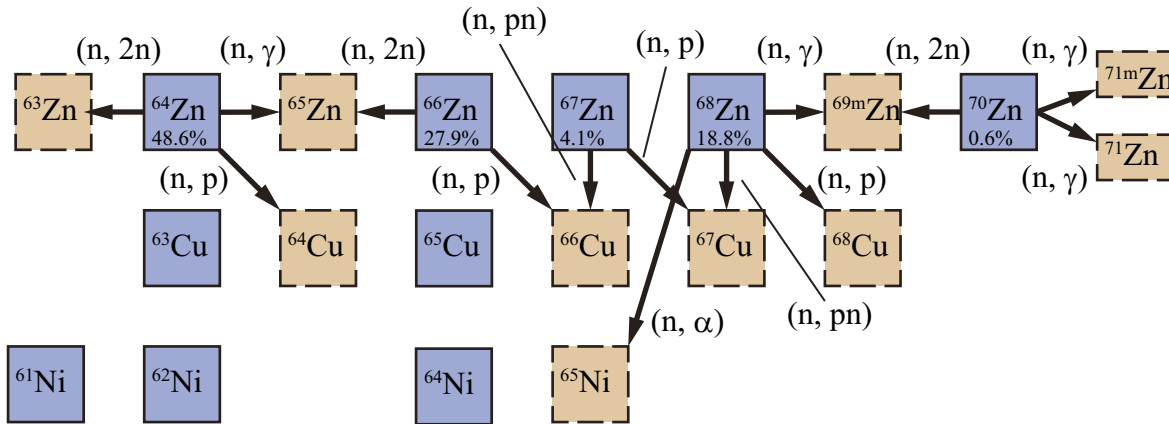 (n, pn)
(n, p)
(n, 2n) (n, γ) (n, 2n) (n, γ) (n, 2n) (n, γ)
⁶³Zn ⁶⁴Zn ⁶⁵Zn ⁶⁶Zn ⁶⁷Zn ⁶⁸Zn ⁶⁹ᵐZn ⁷⁰Zn ⁷¹ᵐZn
48.6% 27.9% 4.1% 18.8% 0.6%
⁷¹Zn
(n, p) (n, p) (n, p) (n, γ)
⁶³Cu ⁶⁴Cu ⁶⁵Cu ⁶⁶Cu ⁶⁷Cu ⁶⁸Cu
(n, α) (n, pn)
⁶¹Ni ⁶²Ni ⁶⁴Ni ⁶⁵Ni